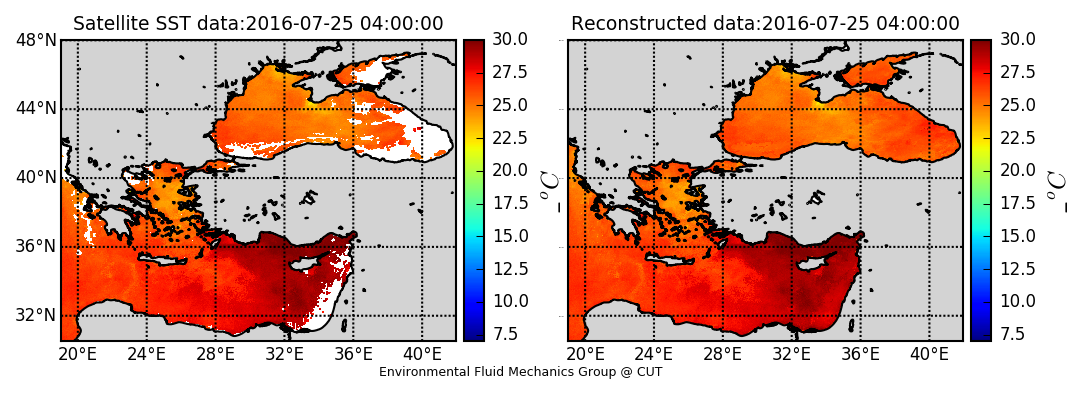 Satellite SST data:2016-07-25 04:00:00
48°N
44°N
40°N
36°N
32°N
20°E 24°E 28°E 32°E 36°E 40°E
30.0
27.5
25.0
22.5
20.0
17.5
15.0
12.5
10.0
7.5
_ °C
Reconstructed data:2016-07-25 04:00:00
20°E 24°E 28°E 32°E 36°E 40°E
30.0
27.5
25.0
22.5
20.0
17.5
15.0
12.5
10.0
7.5
_ °C
Environmental Fluid Mechanics Group @ CUT